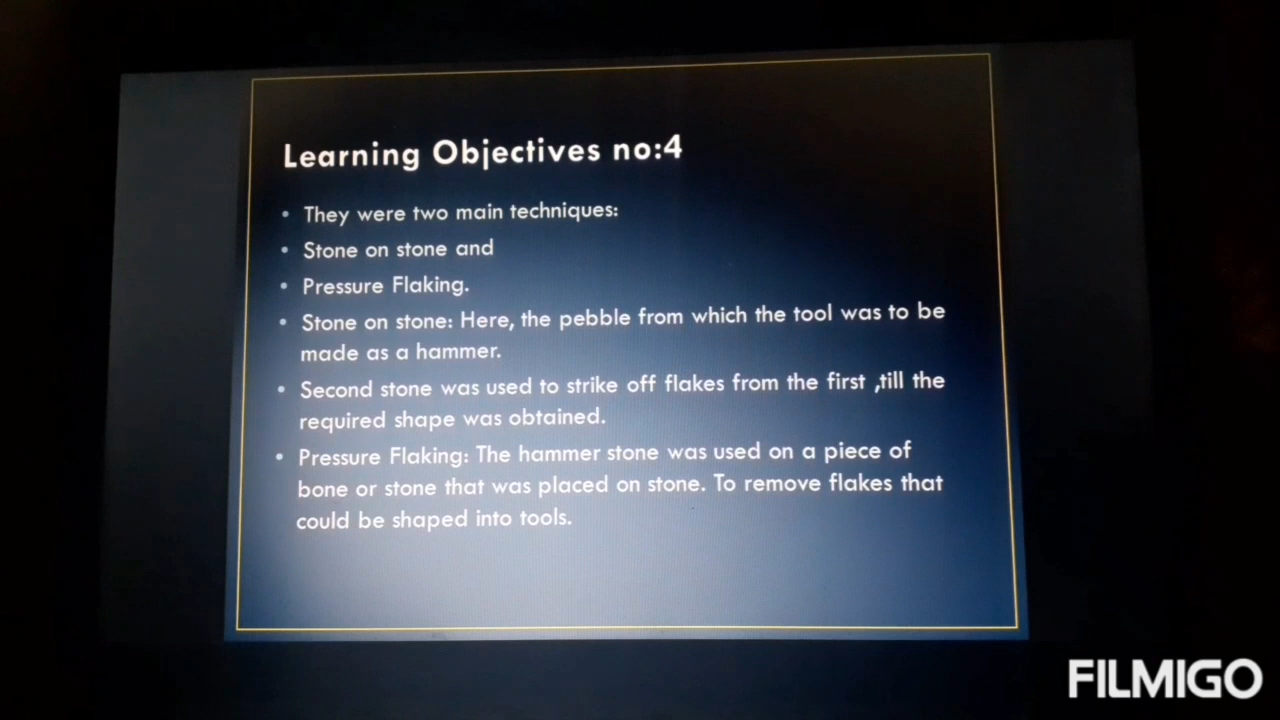 Learning Objectives no:4
• They were two main techniques:
• Stone on stone and
• Pressure Flaking.
• Stone on stone: Here, the pebble from which the tool was to be
made as a hammer.
• Second stone was used to strike off flakes from the first ,till the
required shape was obtained.
• Pressure Flaking: The hammer stone was used on a piece of
bone or stone that was placed on stone. To remove flakes that
could be shaped into tools.
FILMIGO